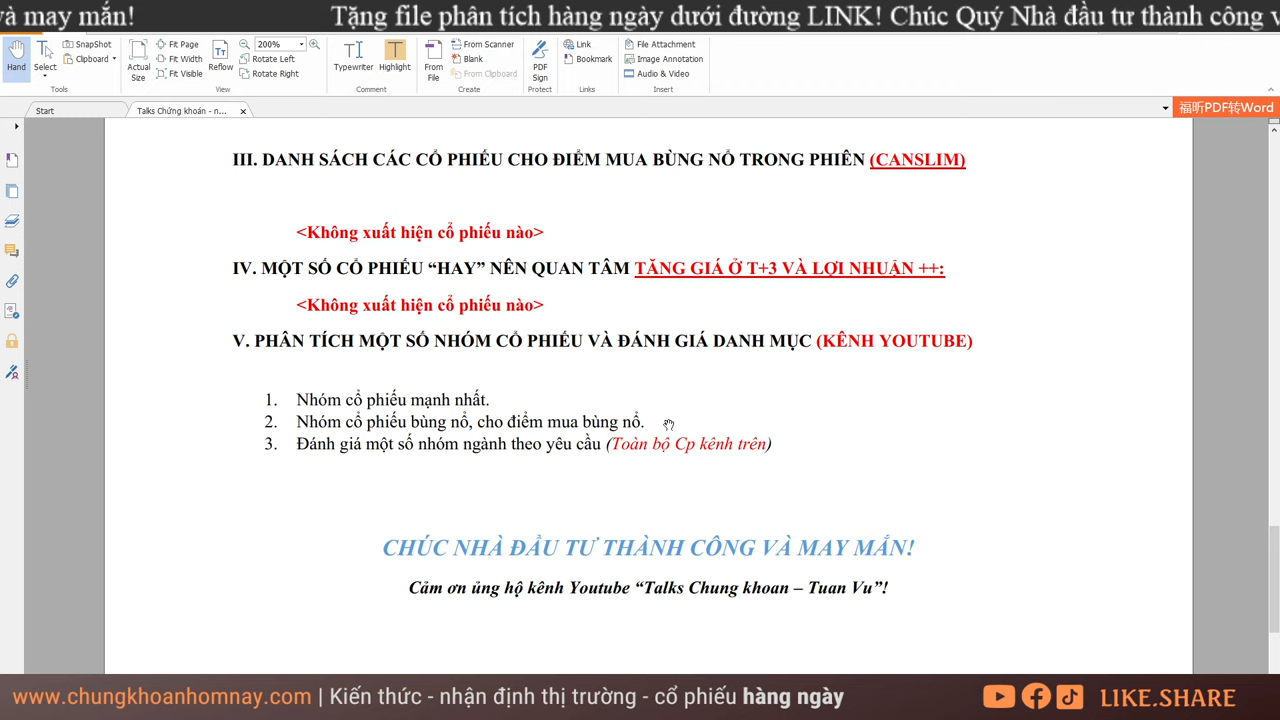 và may mắn! Tặng file phân tích hàng ngày dưới đường LINK! Chúc Quý Nhà đầu tư thành công v
Hand
Select
SnapShot
Clipboard
Tools
Actual Size
Fit Page
Fit Width
Fit Visible
Reflow
200%
Rotate Left
Rotate Right
View
Typewriter
Highlight
Comment
From File
From Scanner
Blank
From Clipboard
Create
PDF Sign
Protect
Link
Bookmark
Links
File Attachment
Image Annotation
Audio & Video
Insert
Start
Talks Chứng khoán - n...
福昕PDF转Word
III. DANH SÁCH CÁC CỔ PHIẾU CHO ĐIỂM MUA BÙNG NỔ TRONG PHIÊN (CANSLIM)
<Không xuất hiện cổ phiếu nào>
IV. MỘT SỐ CỔ PHIẾU “HAY” NÊN QUAN TÂM TĂNG GIÁ Ở T+3 VÀ LỢI NHUẬN ++:
<Không xuất hiện cổ phiếu nào>
V. PHÂN TÍCH MỘT SỐ NHÓM CỔ PHIẾU VÀ ĐÁNH GIÁ DANH MỤC (KÊNH YOUTUBE)
1. Nhóm cổ phiếu mạnh nhất.
2. Nhóm cổ phiếu bùng nổ, cho điểm mua bùng nổ.
3. Đánh giá một số nhóm ngành theo yêu cầu (Toàn bộ Cp kênh trên)
CHÚC NHÀ ĐẦU TƯ THÀNH CÔNG VÀ MAY MẮN!
Cảm ơn ủng hộ kênh Youtube “Talks Chung khoan – Tuan Vu”!
www.chungkhoanhomnay.com | Kiến thức - nhận định thị trường - cổ phiếu hàng ngày
LIKE.SHARE